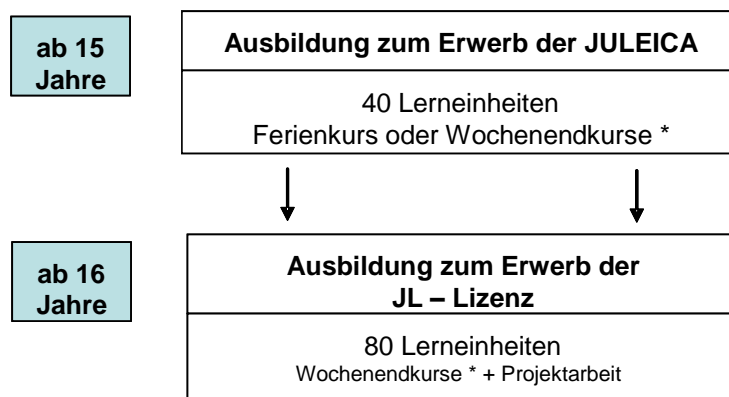 ab 15
Jahre
Ausbildung zum Erwerb der JULEICA
40 Lerneinheiten
Ferienkurs oder Wochenendkurse *
ab 16
Jahre
Ausbildung zum Erwerb der
JL – Lizenz
80 Lerneinheiten
Wochenendkurse * + Projektarbeit